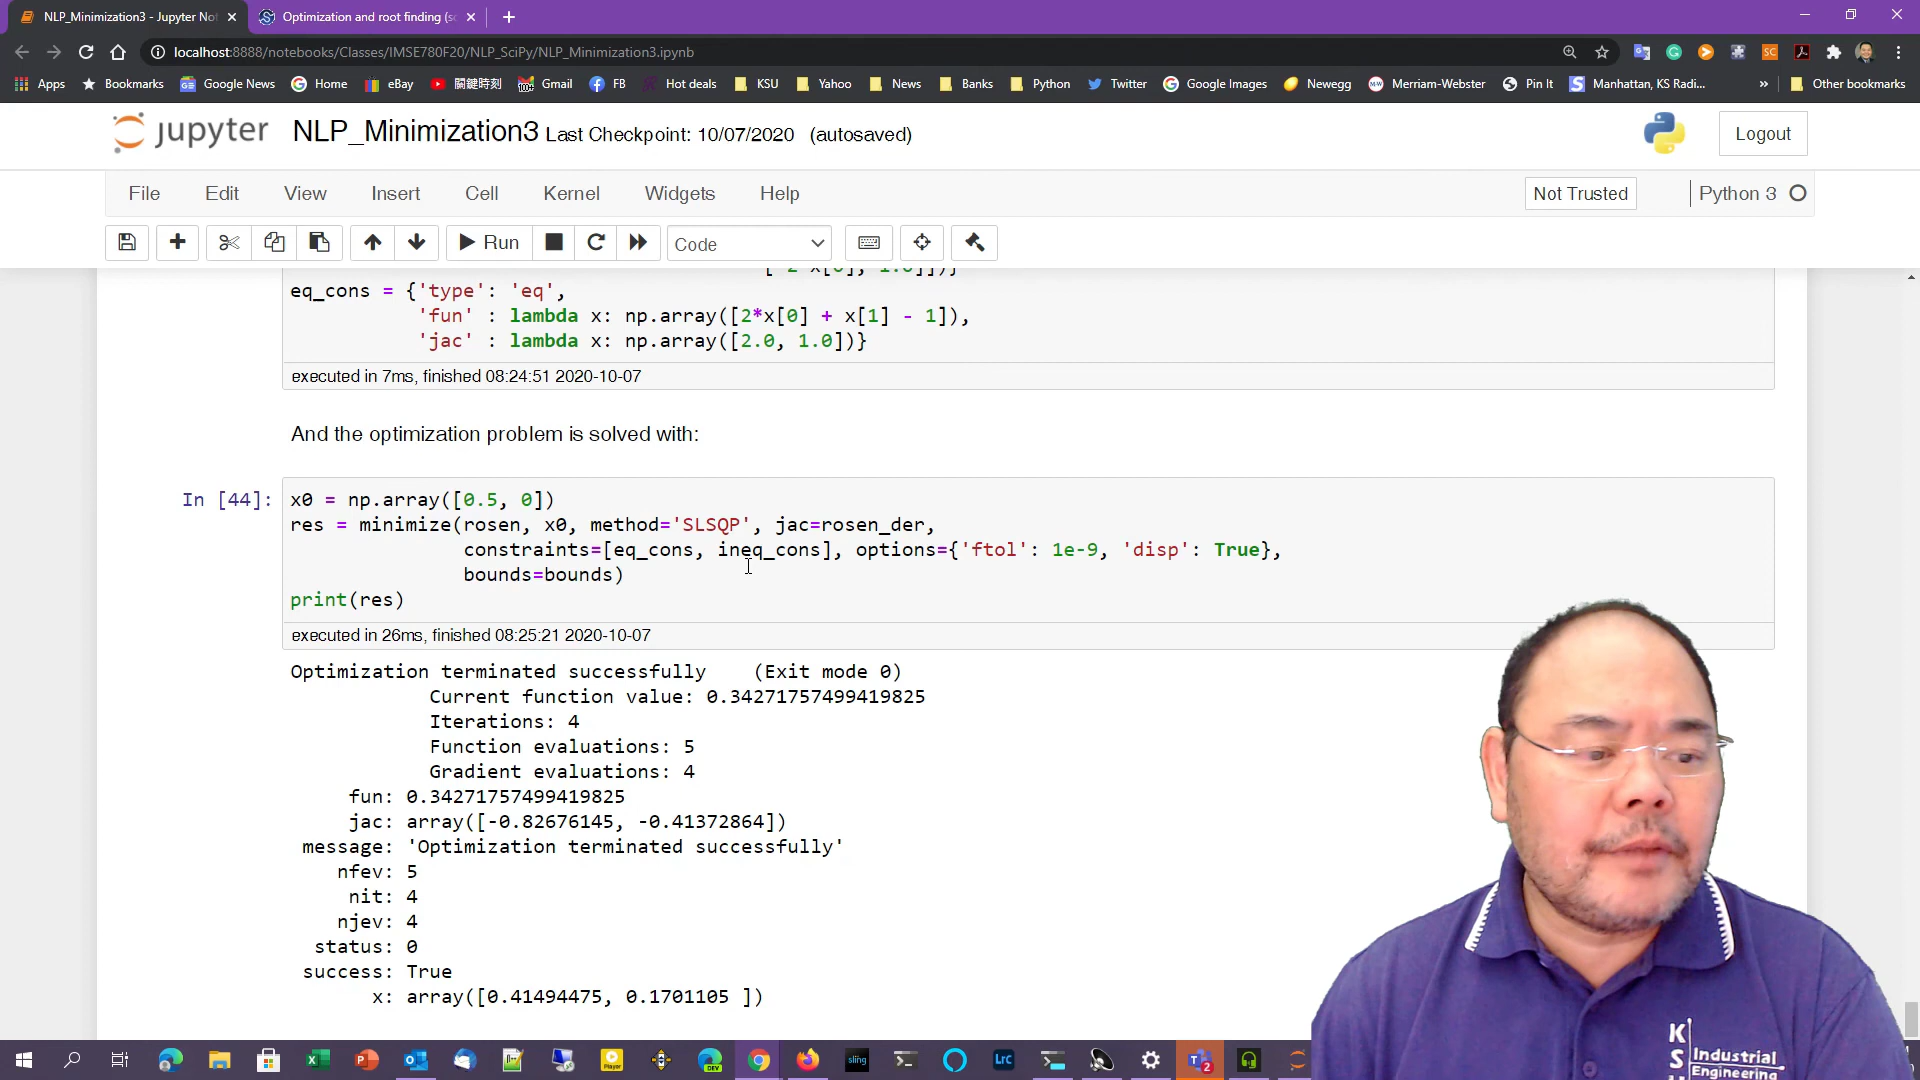 NLP_Minimization3 - Jupyter Not
Optimization and root finding (sc
localhost:8888/notebooks/Classes/IMSE780F20/NLP_SciPy/NLP_Minimization3.ipynb
Apps Bookmarks Google News Home eBay 關鍵時刻 Gmail FB Hot deals KSU Yahoo News Banks Python Twitter Google Images Newegg Merriam-Webster Pin It Manhattan, KS Radi... » Other bookmarks
jupyter NLP_Minimization3 Last Checkpoint: 10/07/2020 (autosaved)
Logout
File Edit View Insert Cell Kernel Widgets Help
Not Trusted
Python 3
Run
Code
eq_cons = {'type': 'eq',
'fun' : lambda x: np.array([2*x[0] + x[1] - 1]),
'jac' : lambda x: np.array([2.0, 1.0])}
executed in 7ms, finished 08:24:51 2020-10-07
And the optimization problem is solved with:
In [44]:
x0 = np.array([0.5, 0])
res = minimize(rosen, x0, method='SLSQP', jac=rosen_der,
constraints=[eq_cons, ineq_cons], options={'ftol': 1e-9, 'disp': True},
bounds=bounds)
print(res)
executed in 26ms, finished 08:25:21 2020-10-07
Optimization terminated successfully (Exit mode 0)
Current function value: 0.34271757499419825
Iterations: 4
Function evaluations: 5
Gradient evaluations: 4
fun: 0.34271757499419825
jac: array([-0.82676145, -0.41372864])
message: 'Optimization terminated successfully'
nfev: 5
nit: 4
njev: 4
status: 0
success: True
x: array([0.41494475, 0.1701105 ])
Industrial
Engineering